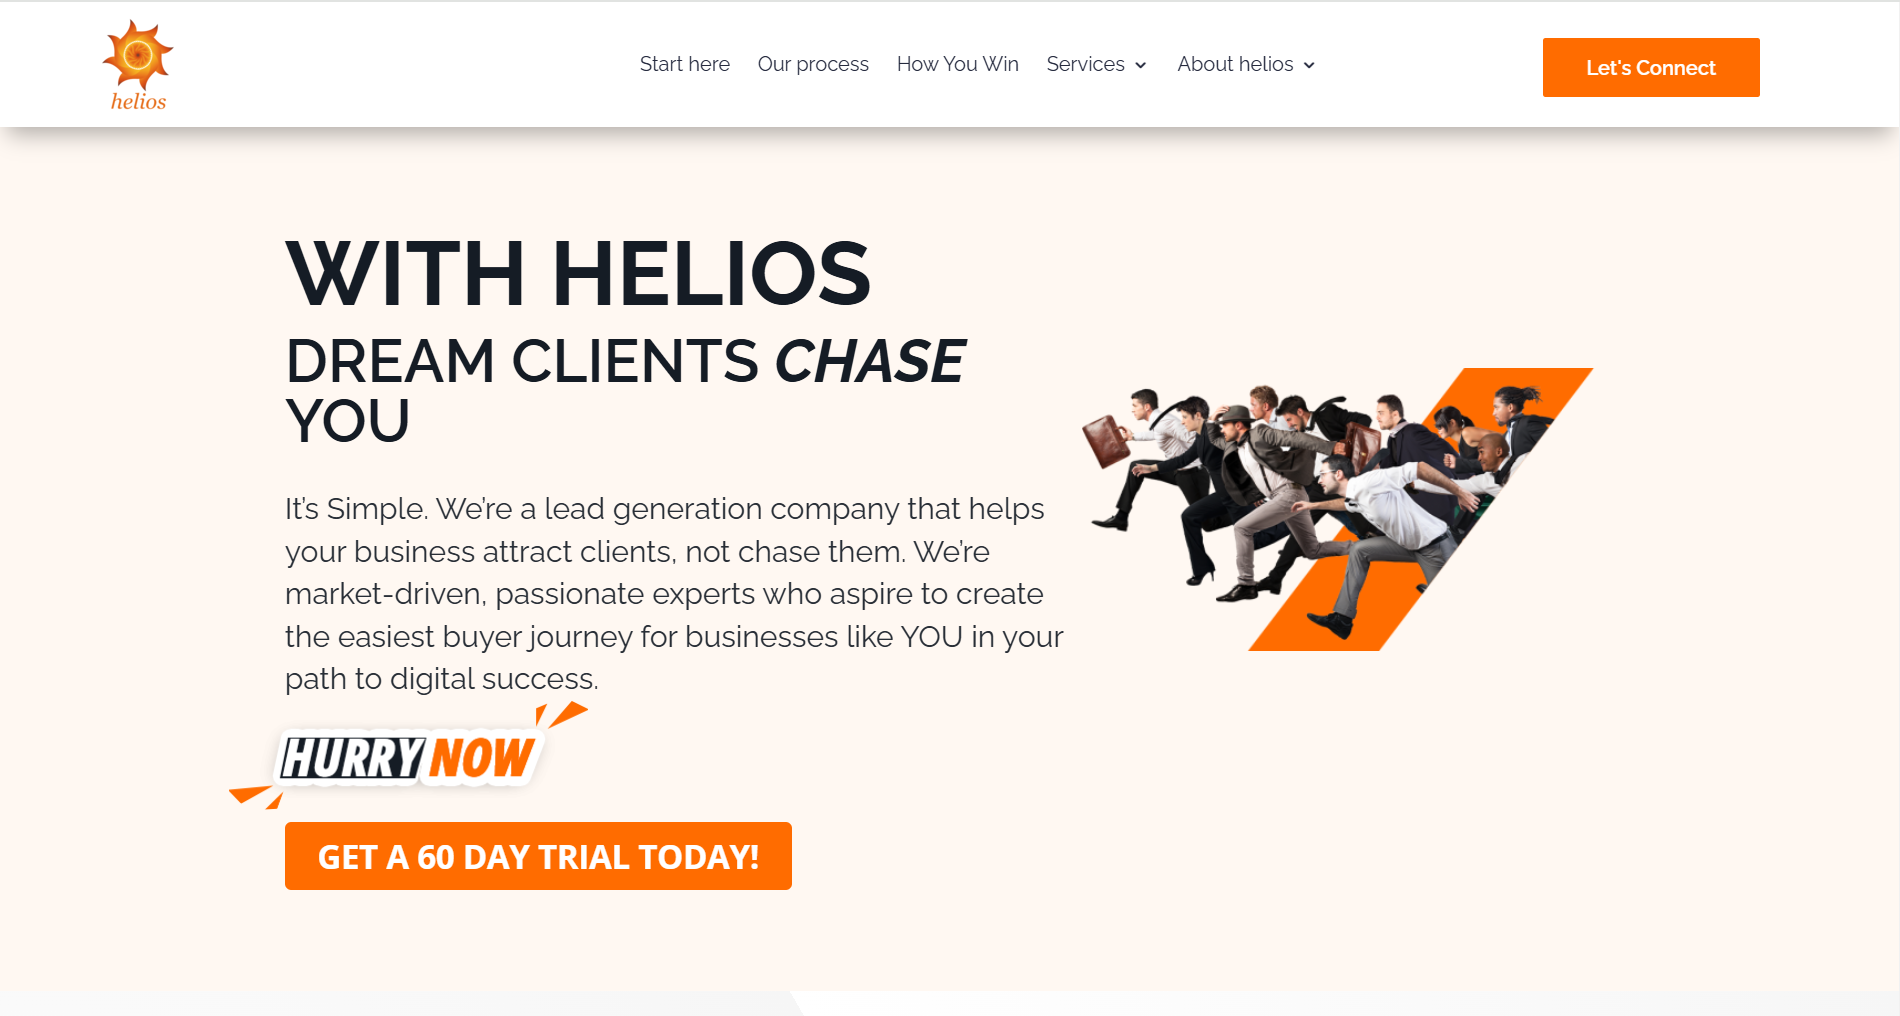 helios
Start here
Our process
How You Win
Services
About helios
Let's Connect
WITH HELIOS
DREAM CLIENTS CHASE
YOU
It’s Simple. We’re a lead generation company that helps
your business attract clients, not chase them. We’re
market-driven, passionate experts who aspire to create
the easiest buyer journey for businesses like YOU in your
path to digital success.
HURRY NOW
GET A 60 DAY TRIAL TODAY!